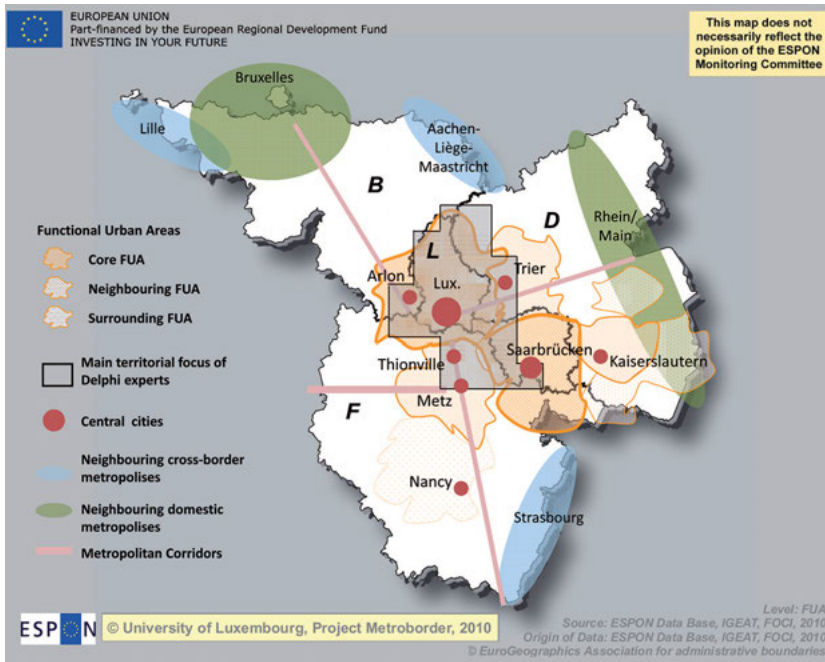 EUROPEAN UNION
Part-financed by the European Regional Development Fund
INVESTING IN YOUR FUTURE
This map does not
necessarily reflect the
opinion of the ESPON
Monitoring Committee
Bruxelles
Lille
Aachen-
Liège-
Maastricht
B
D
Rhein/
Main
Functional Urban Areas
Core FUA
Neighbouring FUA
Surrounding FUA
L
Arlon
Lux.
Trier
Main territorial focus of
Delphi experts
Thionville
Saarbrücken
Kaiserslautern
Metz
F
Central cities
Neighbouring cross-border
metropolises
Nancy
Neighbouring domestic
metropolises
Strasbourg
Metropolitan Corridors
ESPON
© University of Luxembourg, Project Metroborder, 2010
Level: FUA
Source: ESPON Data Base, IGEAT, FOCI, 2010
Origin of Data: ESPON Data Base, IGEAT, FOCI, 2010
© EuroGeographics Association for administrative boundaries